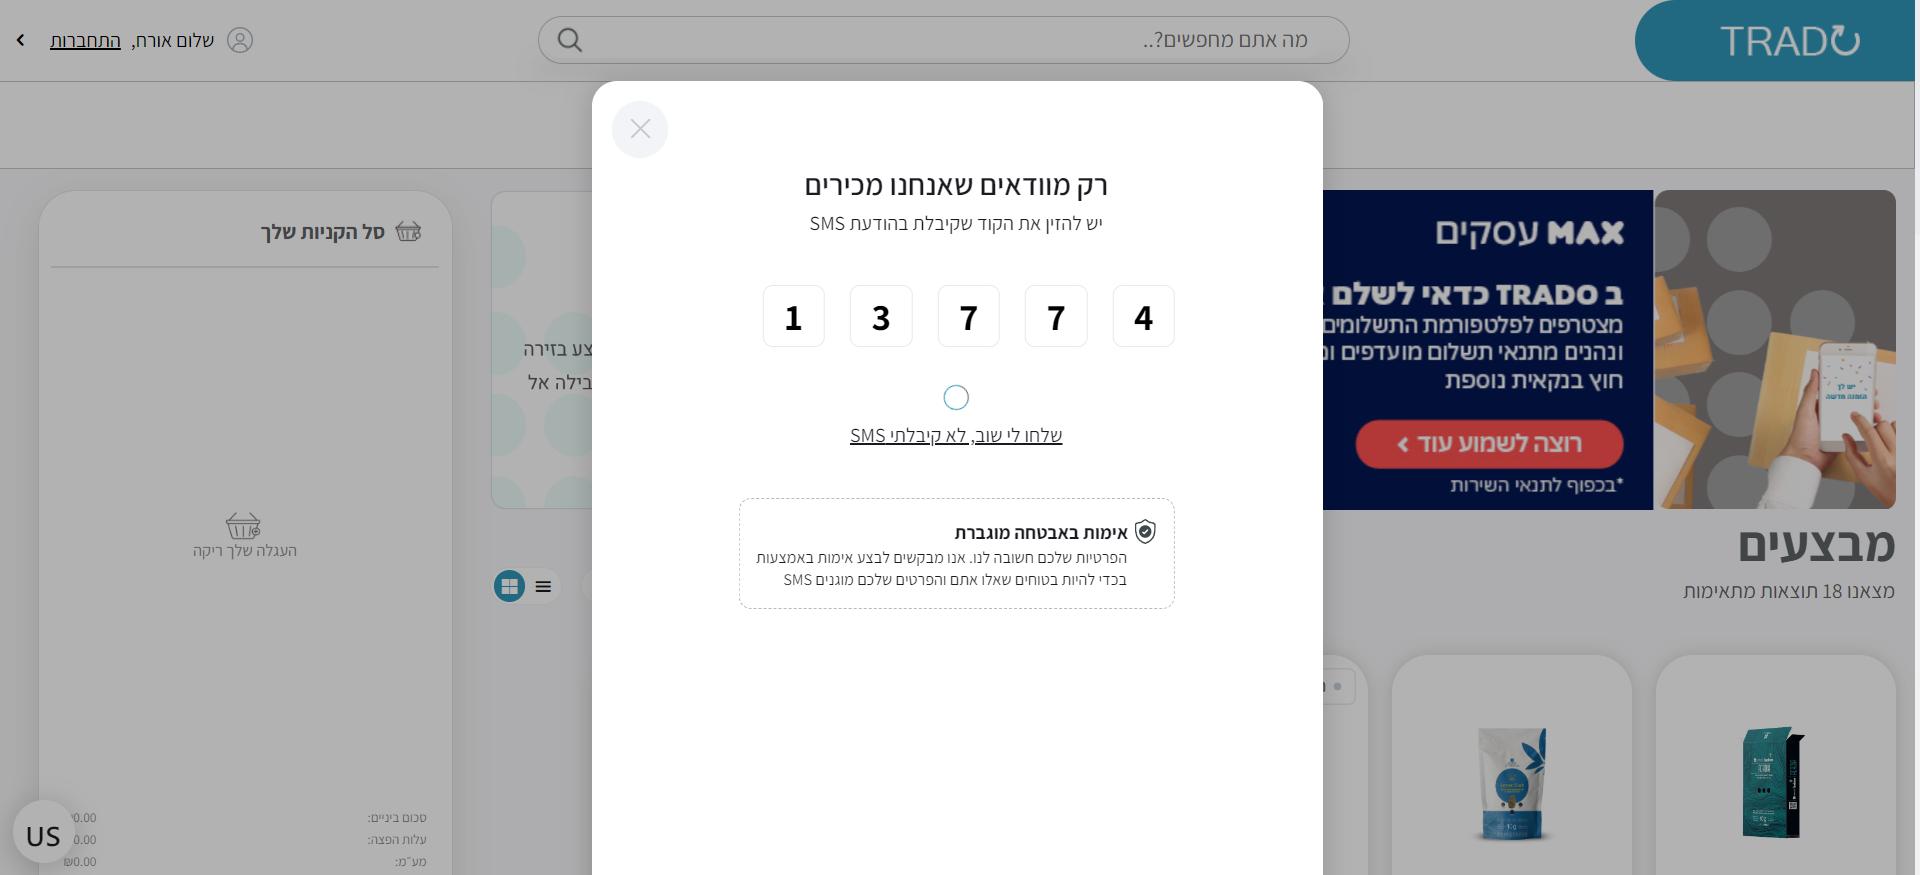 TRADO
מה אתם מחפשים?..
שלום אורח, התחברות
רק מוודאים שאנחנו מכירים
יש להזין את הקוד שקיבלת בהודעת SMS
1 3 7 7 4
שלחו לי שוב, לא קיבלתי SMS
אימות באבטחה מוגברת
הפרטיות שלכם חשובה לנו. אנו מבקשים לבצע אימות באמצעות
SMS בכדי להיות בטוחים שאלו אתם והפרטים שלכם מוגנים
MAX עסקים
ב TRADO כדאי לשלם
מצטרפים לפלטפורמת התשלומים
ונהנים מתנאי תשלום מועדפים
חוץ בנקאית נוספת
רוצה לשמוע עוד
*בכפוף לתנאי השירות
יש לך
הזמנה חדשה
מבצעים
מצאנו 18 תוצאות מתאימות
צע בזירה
בילה אל
סל הקניות שלך
העגלה שלך ריקה
סכום ביניים: 0.00
עלות הפצה: 0.00
מע״מ: ₪0.00
US